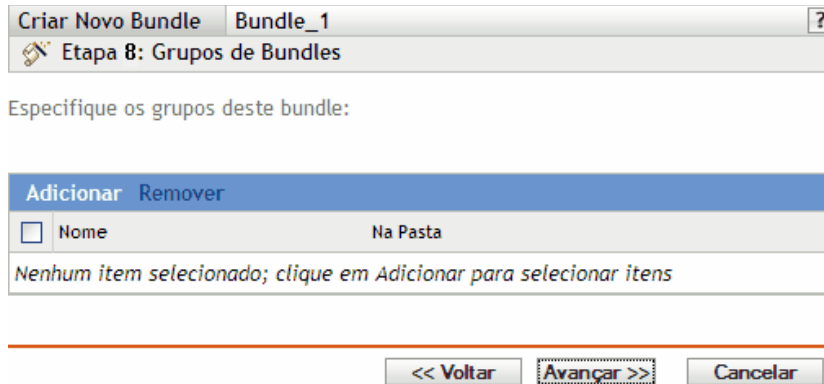 Criar Novo Bundle Bundle_1 ?
Etapa 8: Grupos de Bundles
Especifique os grupos deste bundle:
Adicionar Remover
Nome Na Pasta
Nenhum item selecionado; clique em Adicionar para selecionar itens
<< Voltar Avançar >> Cancelar